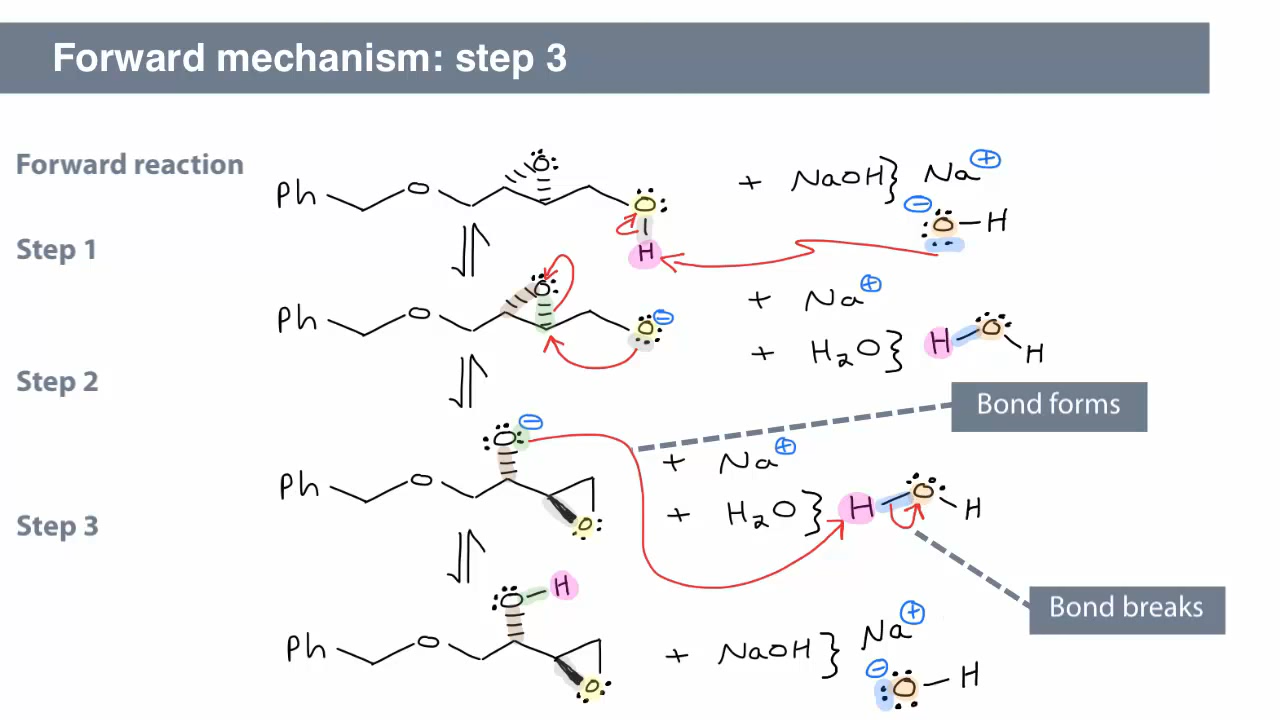 Forward mechanism: step 3
Forward reaction
Ph O O O H + NaOH} Na⊕
⊖ O–H
Step 1
Ph O O O⊖ + Na⊕
+ H₂O} H O H
Step 2
Bond forms
O⊖
Ph O O + Na⊕
+ H₂O} H O H
Step 3
Bond breaks
O H
Ph O O + NaOH} Na⊕
⊖ O–H